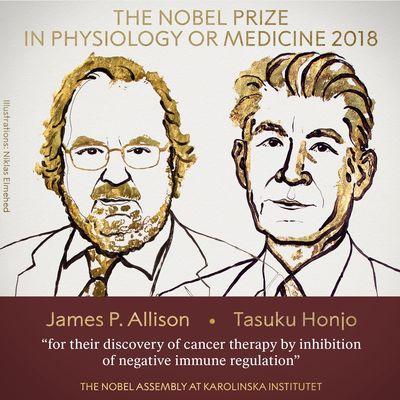 THE NOBEL PRIZE
IN PHYSIOLOGY OR MEDICINE 2018
Illustrations: Niklas Elmehed
James P. Allison • Tasuku Honjo
“for their discovery of cancer therapy by inhibition
of negative immune regulation”
THE NOBEL ASSEMBLY AT KAROLINSKA INSTITUTET